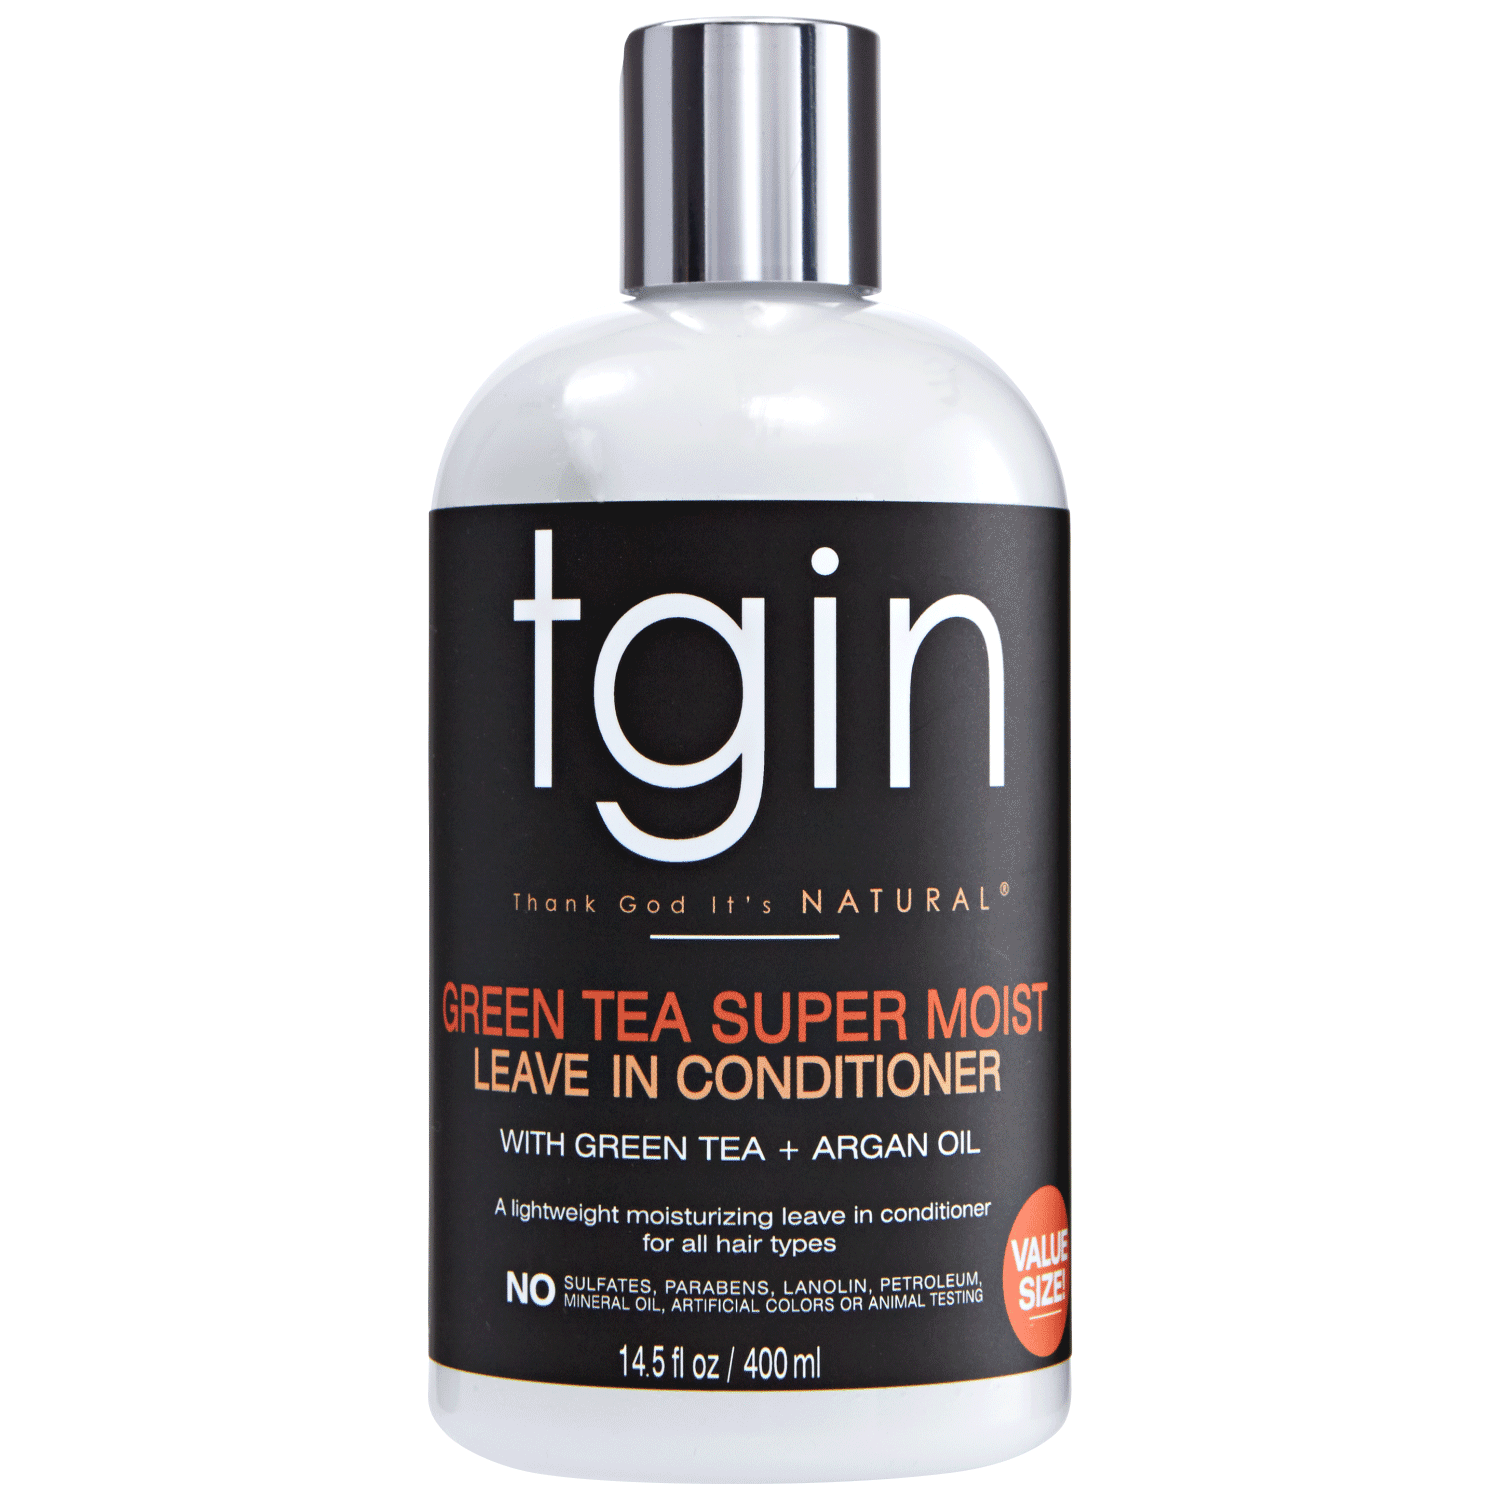 tgin
Thank God It's NATURAL®
GREEN TEA SUPER MOIST
LEAVE IN CONDITIONER
WITH GREEN TEA + ARGAN OIL
A lightweight moisturizing leave in conditioner
for all hair types
NO SULFATES, PARABENS, LANOLIN, PETROLEUM,
MINERAL OIL, ARTIFICIAL COLORS OR ANIMAL TESTING
VALUE
SIZE!
14.5 fl oz / 400 ml